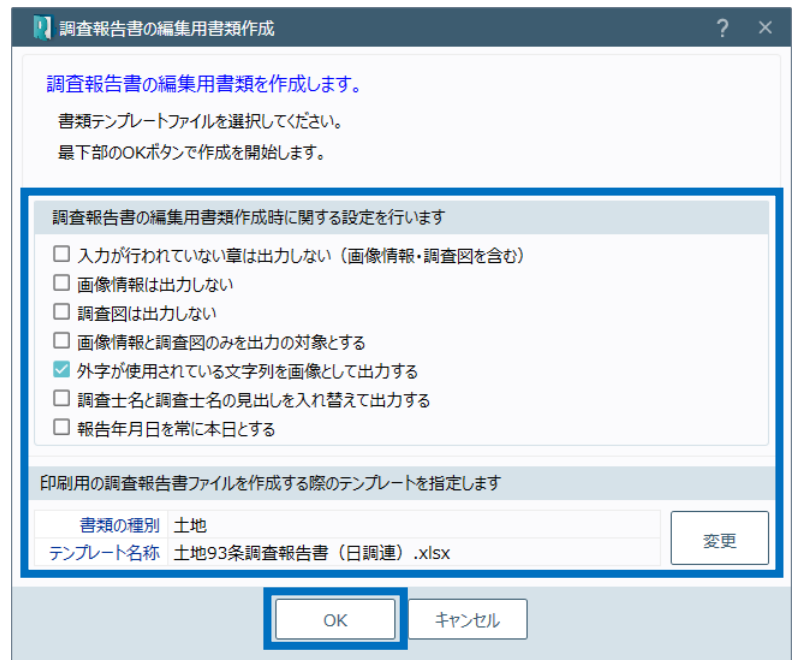 調査報告書の編集用書類作成
? ×
調査報告書の編集用書類を作成します。
書類テンプレートファイルを選択してください。
最下部のOKボタンで作成を開始します。
調査報告書の編集用書類作成時に関する設定を行います
入力が行われていない章は出力しない（画像情報・調査図を含む）
画像情報は出力しない
調査図は出力しない
画像情報と調査図のみを出力の対象とする
外字が使用されている文字列を画像として出力する
調査士名と調査士名の見出しを入れ替えて出力する
報告年月日を常に本日とする
印刷用の調査報告書ファイルを作成する際のテンプレートを指定します
書類の種別 土地
テンプレート名称 土地93条調査報告書（日調連）.xlsx
変更
OK キャンセル